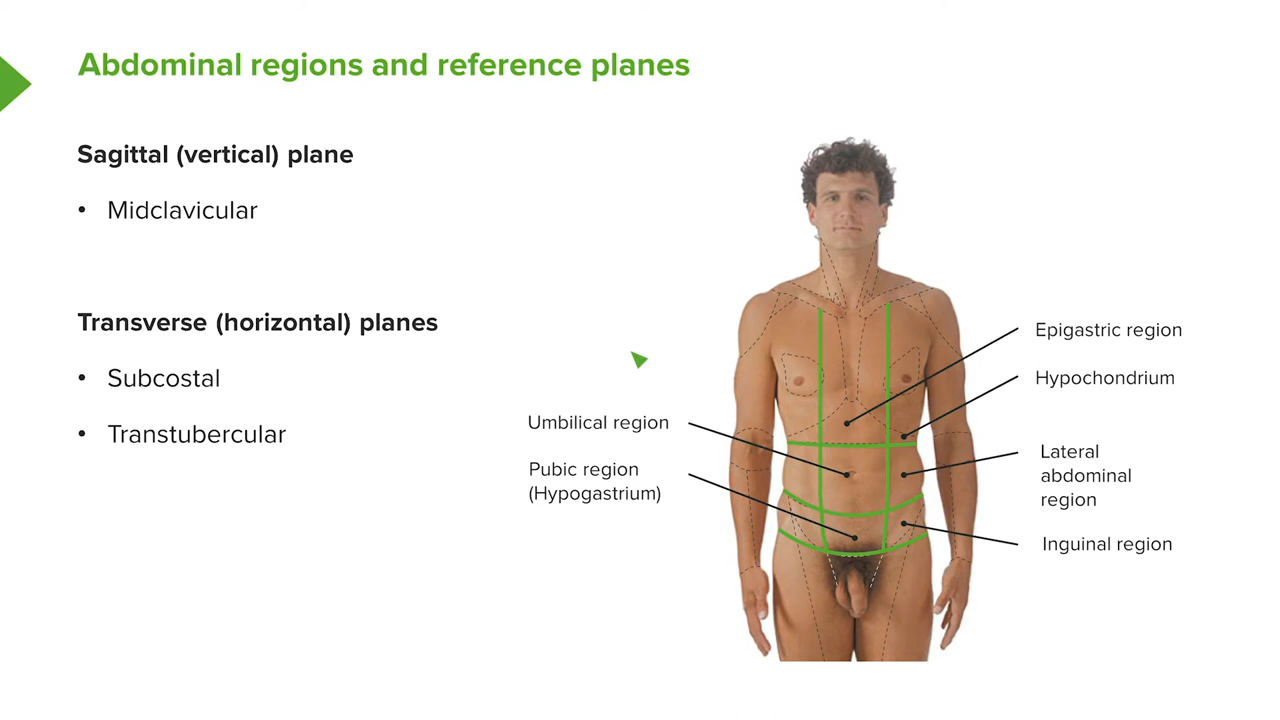 Abdominal regions and reference planes
Sagittal (vertical) plane
• Midclavicular
Transverse (horizontal) planes
• Subcostal
• Transtubercular
Umbilical region
Pubic region
(Hypogastrium)
Epigastric region
Hypochondrium
Lateral
abdominal
region
Inguinal region